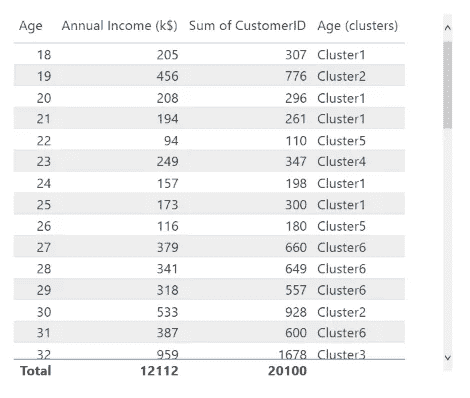 Age Annual Income (k$) Sum of CustomerID Age (clusters)
18 205 307 Cluster1
19 456 776 Cluster2
20 208 296 Cluster1
21 194 261 Cluster1
22 94 110 Cluster5
23 249 347 Cluster4
24 157 198 Cluster1
25 173 300 Cluster1
26 116 180 Cluster5
27 379 660 Cluster6
28 341 649 Cluster6
29 318 557 Cluster6
30 533 928 Cluster2
31 387 600 Cluster6
32 959 1678 Cluster3
Total 12112 20100